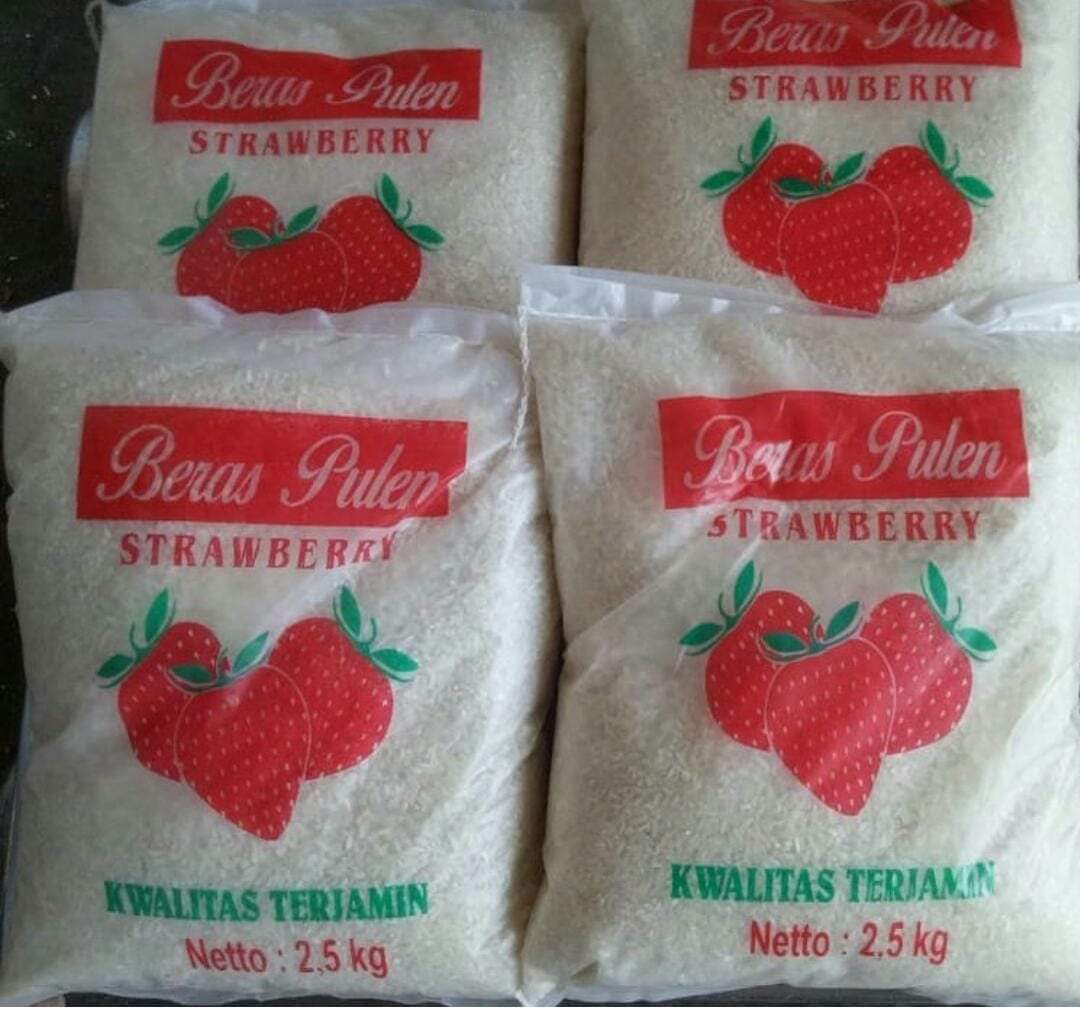 Beras Pulen
STRAWBERRY
Beras Pulen
STRAWBERRY
Beras Pulen
STRAWBERRY
KWALITAS TERJAMIN
Netto : 2,5 kg
Beras Pulen
STRAWBERRY
KWALITAS TERJAMIN
Netto : 2,5 kg